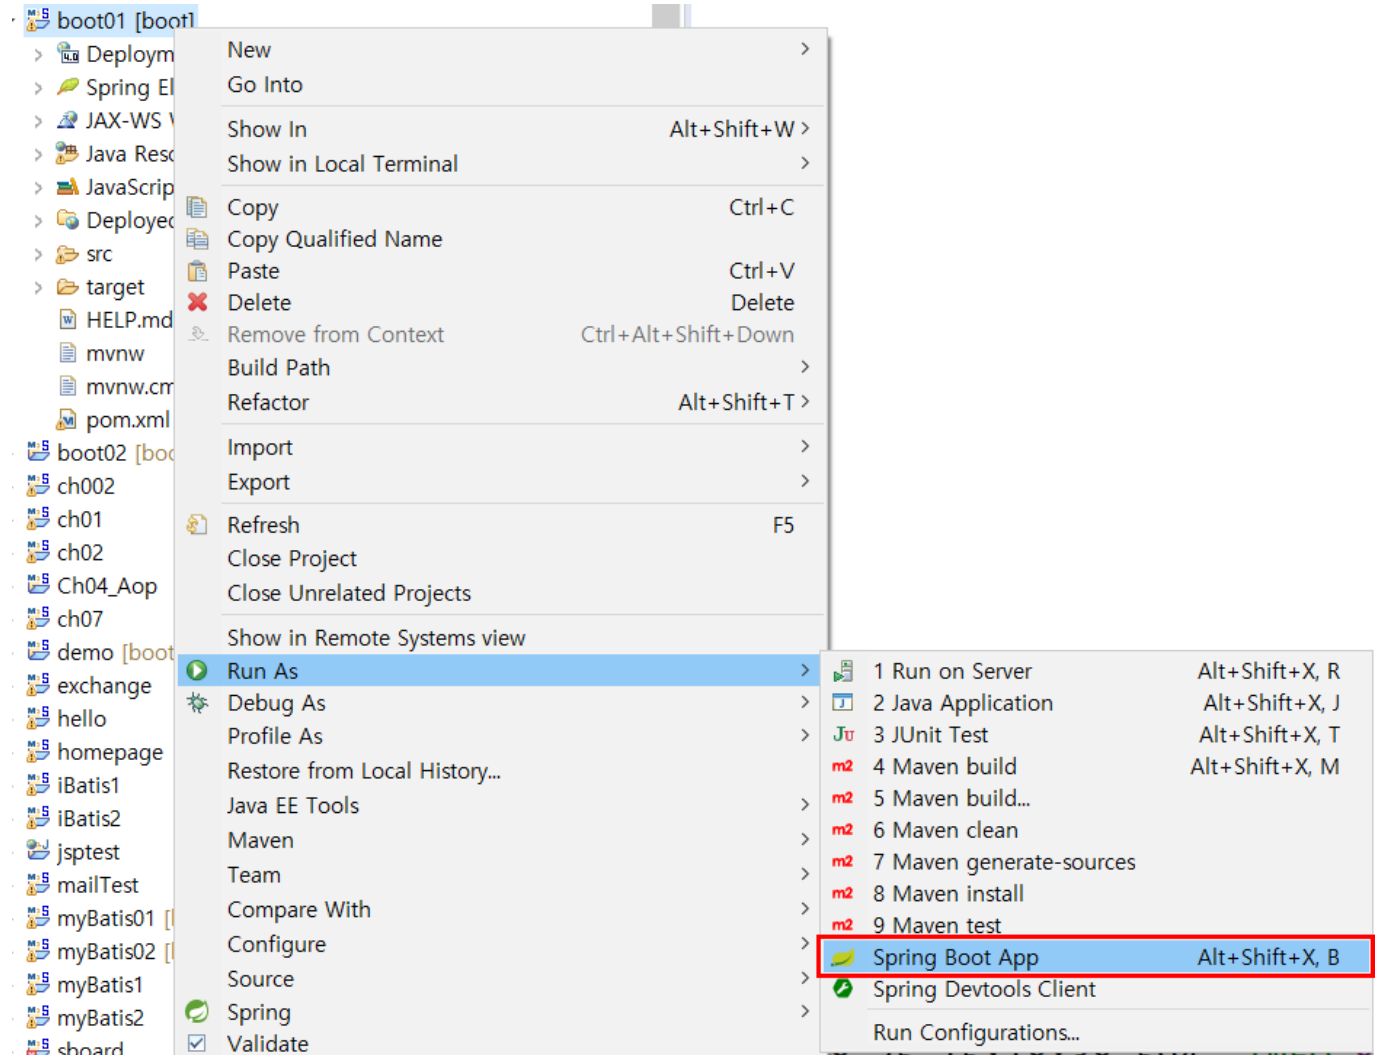 boot01 [boot]
Deploym
Spring El
JAX-WS
Java Reso
JavaScrip
Deployed
src
target
HELP.md
mvnw
mvnw.cm
pom.xml
boot02 [boo
ch002
ch01
ch02
Ch04_Aop
ch07
demo [boot
exchange
hello
homepage
iBatis1
iBatis2
jsptest
mailTest
myBatis01 [
myBatis02 [
myBatis1
myBatis2
sboard
New
Go Into
Show In Alt+Shift+W
Show in Local Terminal
Copy Ctrl+C
Copy Qualified Name
Paste Ctrl+V
Delete Delete
Remove from Context Ctrl+Alt+Shift+Down
Build Path
Refactor Alt+Shift+T
Import
Export
Refresh F5
Close Project
Close Unrelated Projects
Show in Remote Systems view
Run As
Debug As
Profile As
Restore from Local History...
Java EE Tools
Maven
Team
Compare With
Configure
Source
Spring
Validate
1 Run on Server Alt+Shift+X, R
2 Java Application Alt+Shift+X, J
3 JUnit Test Alt+Shift+X, T
4 Maven build Alt+Shift+X, M
5 Maven build...
6 Maven clean
7 Maven generate-sources
8 Maven install
9 Maven test
Spring Boot App Alt+Shift+X, B
Spring Devtools Client
Run Configurations...